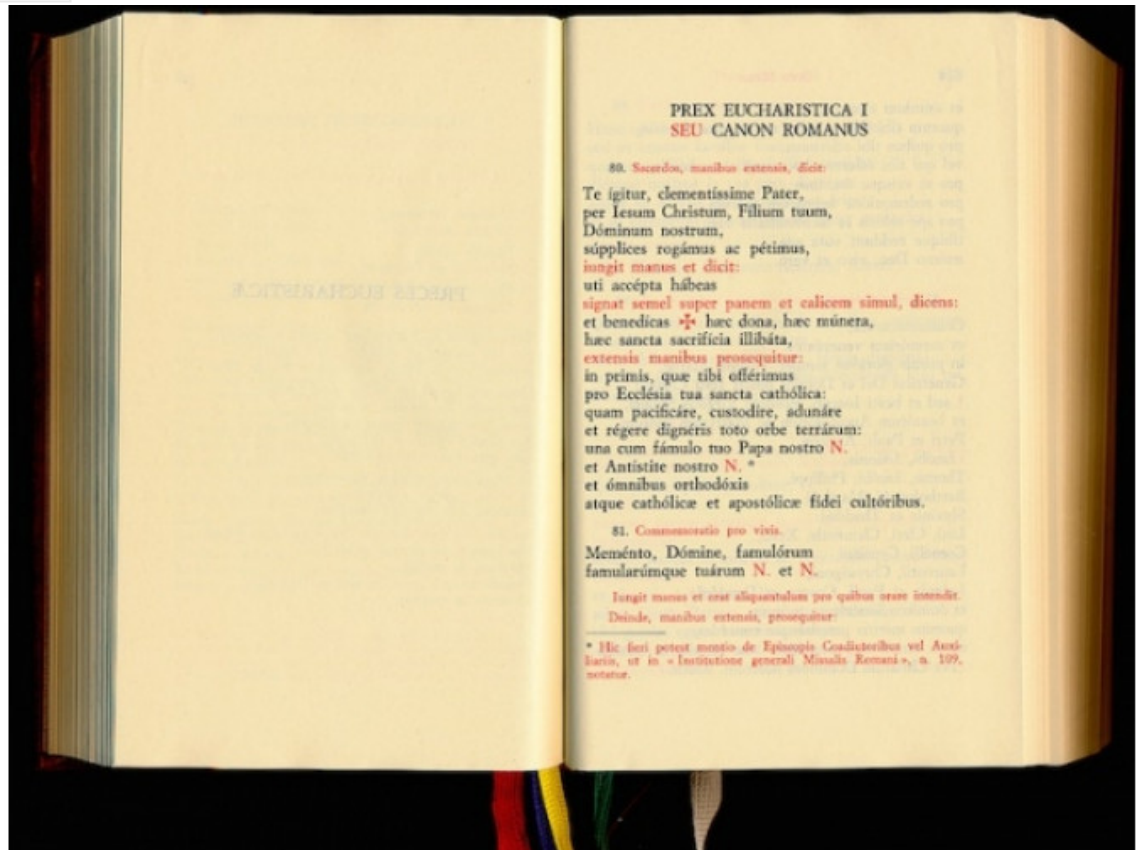 PREX EUCHARISTICA I
SEU CANON ROMANUS
80. Sacerdos, manibus extensis, dicit:
Te ígitur, clementíssime Pater,
per Iesum Christum, Fílium tuum,
Dóminum nostrum,
súpplices rogámus ac pétimus,
iungit manus et dicit:
uti accépta hábeas
signat semel super panem et calicem simul, dicens:
et benedícas ✠ hæc dona, hæc múnera,
hæc sancta sacrifícia illibáta,
extensis manibus prosequitur:
in primis, quæ tibi offérimus
pro Ecclésia tua sancta cathólica:
quam pacificáre, custodíre, adunáre
et régere dignéris toto orbe terrárum:
una cum fámulo tuo Papa nostro N.
et Antístite nostro N. *
et ómnibus orthodóxis
atque cathólicæ et apostólicæ fídei cultóribus.
81. Commemoratio pro vivis.
Meménto, Dómine, famulórum
famularúmque tuárum N. et N.
Iungit manus et orat aliquantulum pro quibus orare intendit.
Deinde, manibus extensis, prosequitur:
* Hic fieri potest mentio de Episcopis Coadiutoribus vel Auxi-
liariis, ut in « Institutione generali Missalis Romani », n. 109,
notatur.
PRECES EUCHARISTICÆ